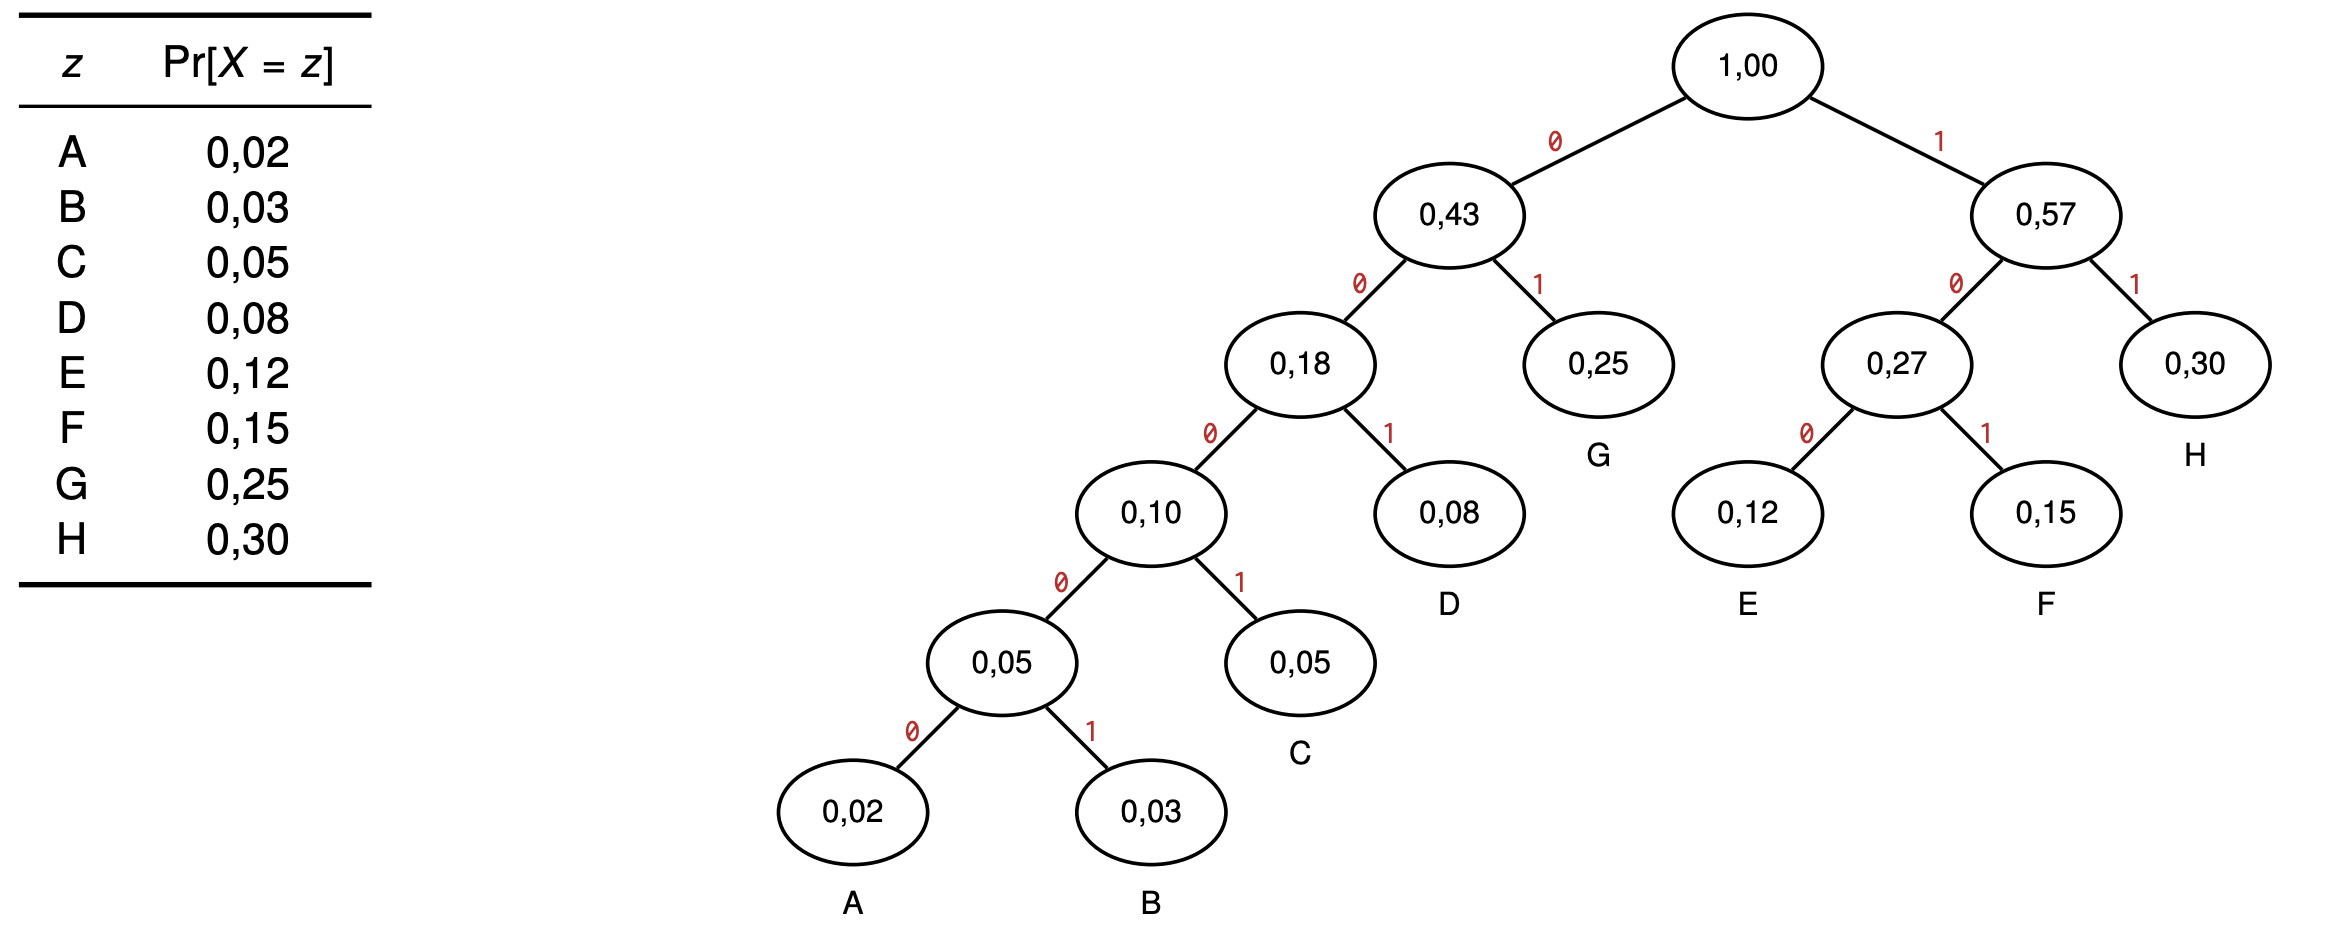 z Pr[X = z]
A 0,02
B 0,03
C 0,05
D 0,08
E 0,12
F 0,15
G 0,25
H 0,30
1,00
0 1
0,43 0,57
0 1 0 1
0,18 0,25 0,27 0,30
0 1 G 0 1 H
0,10 0,08 0,12 0,15
0 1 D E F
0,05 0,05
0 1 C
0,02 0,03
A B